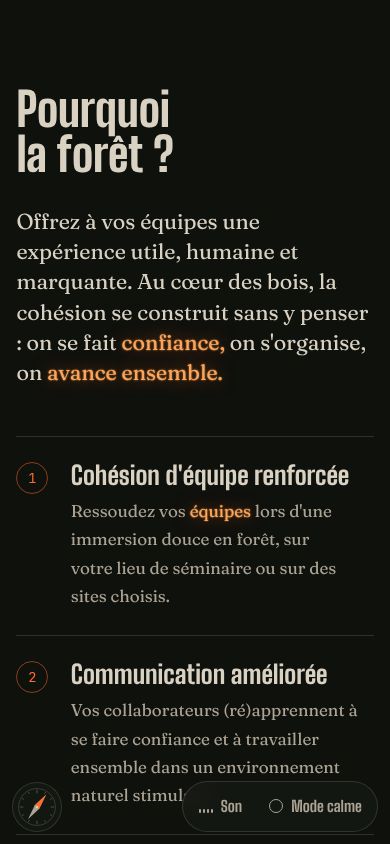 Pourquoi
la forêt ?
Offrez à vos équipes une
expérience utile, humaine et
marquante. Au cœur des bois, la
cohésion se construit sans y penser
: on se fait confiance, on s'organise,
on avance ensemble.
1
Cohésion d'équipe renforcée
Ressoudez vos équipes lors d'une
immersion douce en forêt, sur
votre lieu de séminaire ou sur des
sites choisis.
2
Communication améliorée
Vos collaborateurs (ré)apprennent à
se faire confiance et à travailler
ensemble dans un environnement
naturel
Son
Mode calme